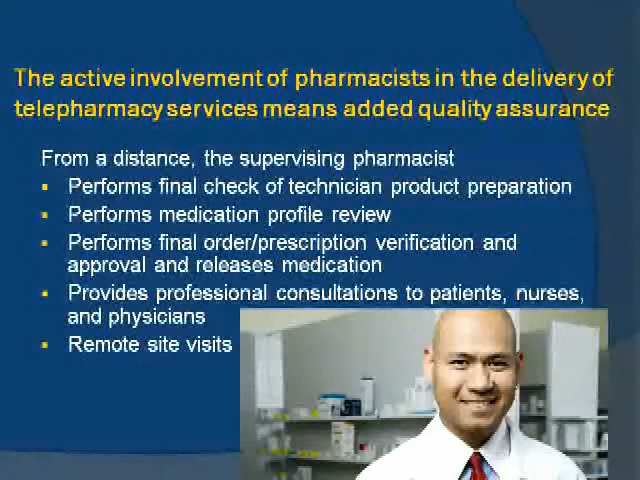 The active involvement of pharmacists in the delivery of
telepharmacy services means added quality assurance
From a distance, the supervising pharmacist
▪ Performs final check of technician product preparation
▪ Performs medication profile review
▪ Performs final order/prescription verification and
approval and releases medication
▪ Provides professional consultations to patients, nurses,
and physicians
▪ Remote site visits